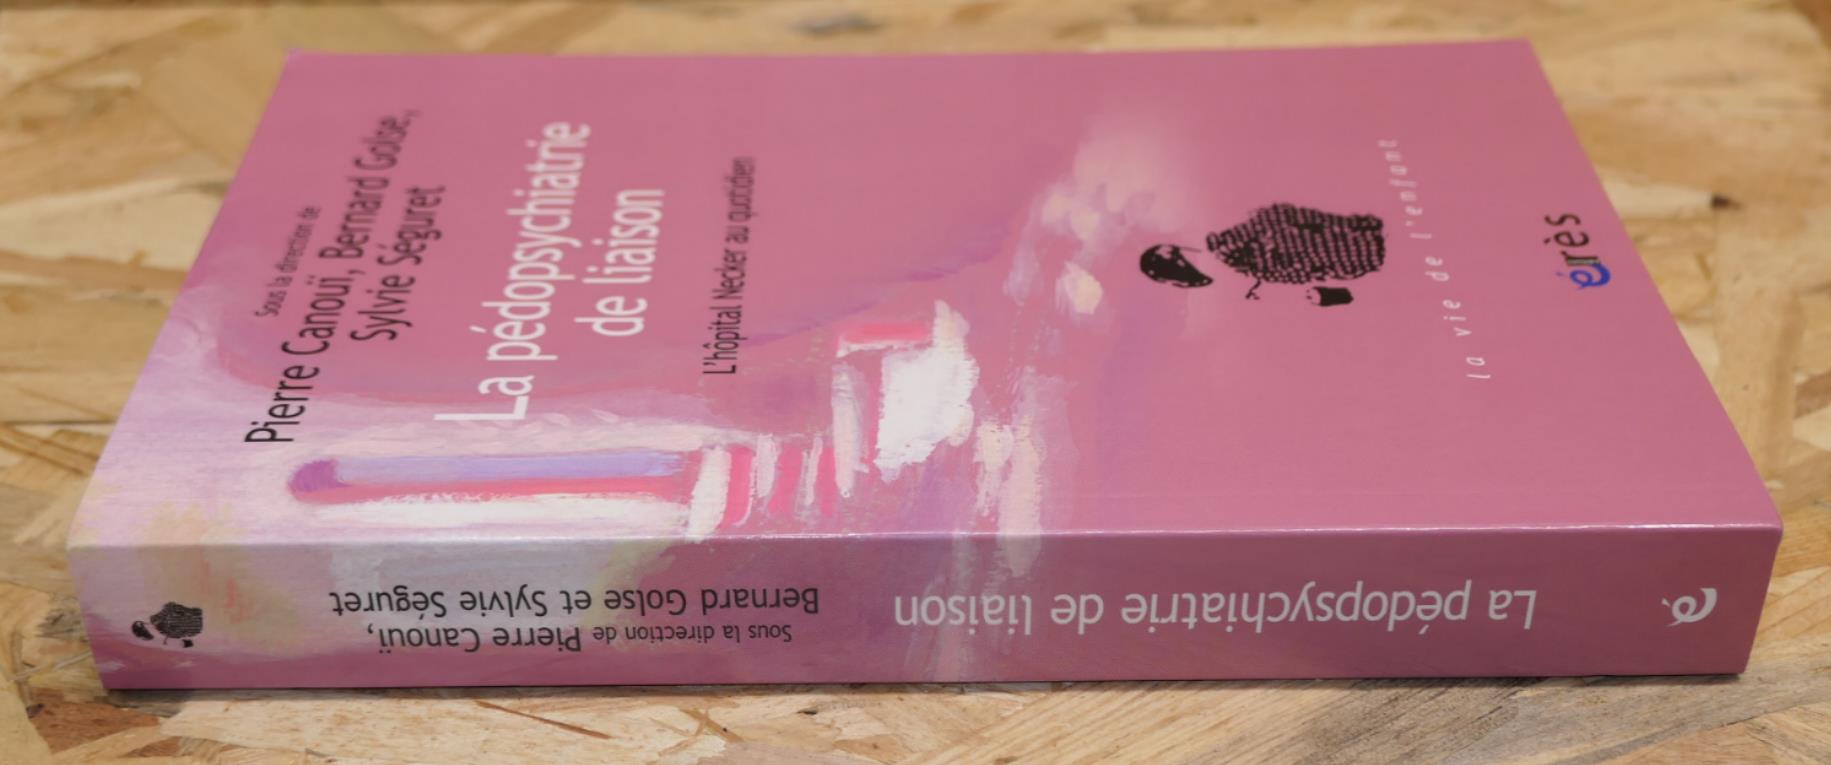 Sous la direction de
Pierre Canouï, Bernard Golse,
Sylvie Séguret
La pédopsychiatrie
de liaison
L'hôpital Necker au quotidien
la vie de l'enfant
érès
Sous la direction de Pierre Canouï,
Bernard Golse et Sylvie Séguret
La pédopsychiatrie de liaison
é